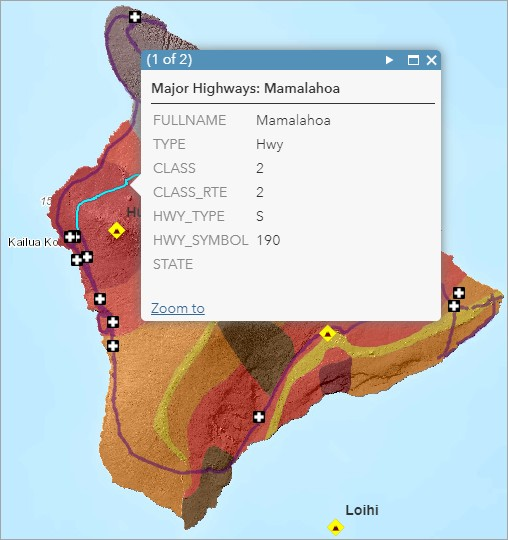 (1 of 2)
Major Highways: Mamalahoa
FULLNAME Mamalahoa
TYPE Hwy
CLASS 2
CLASS_RTE 2
HWY_TYPE S
HWY_SYMBOL 190
STATE
Zoom to
15
Hu
Kailua Ko
Loihi